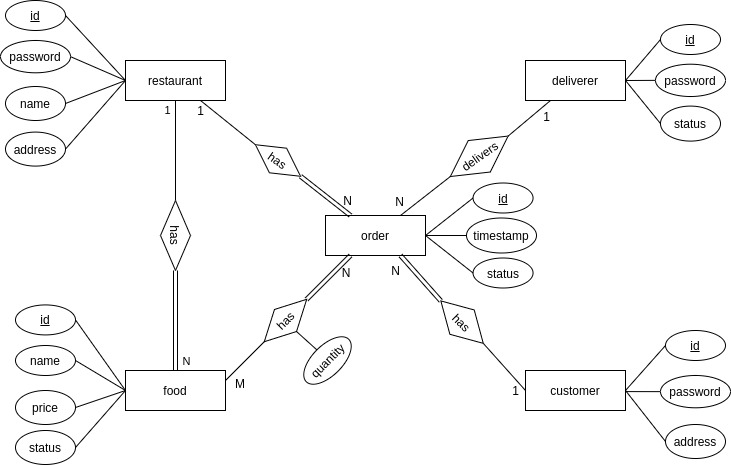 id
password
name
address
restaurant
1
1
has
N
deliverer
id
password
status
1
delivers
N
has
order
id
timestamp
status
N
N
has
quantity
M
has
1
id
name
price
status
N
food
customer
id
password
address